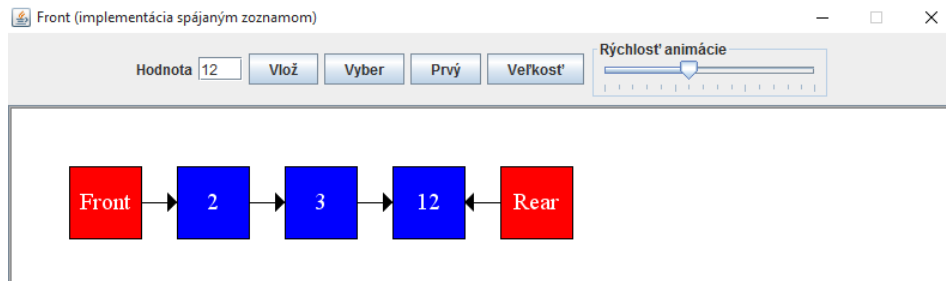 Front (implementácia spájaným zoznamom)
Rýchlosť animácie
Hodnota 12 Vlož Vyber Prvý Veľkosť
Front 2 3 12 Rear